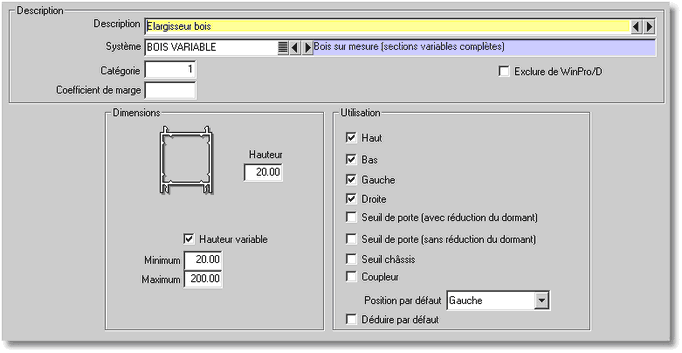 Description
Description Elargisseur bois
Système BOIS VARIABLE Bois sur mesure (sections variables complètes)
Catégorie 1 Exclure de WinPro/D
Coefficient de marge
Dimensions
Hauteur
20.00
Hauteur variable
Minimum 20.00
Maximum 200.00
Utilisation
Haut
Bas
Gauche
Droite
Seuil de porte (avec réduction du dormant)
Seuil de porte (sans réduction du dormant)
Seuil châssis
Coupleur
Position par défaut Gauche
Déduire par défaut